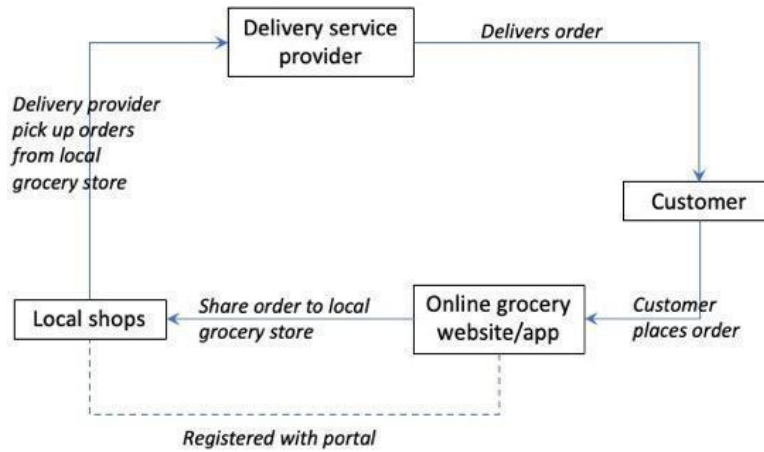 Delivery service
provider
Delivers order
Delivery provider
pick up orders
from local
grocery store
Customer
Local shops
Share order to local
grocery store
Online grocery
website/app
Customer
places order
Registered with portal